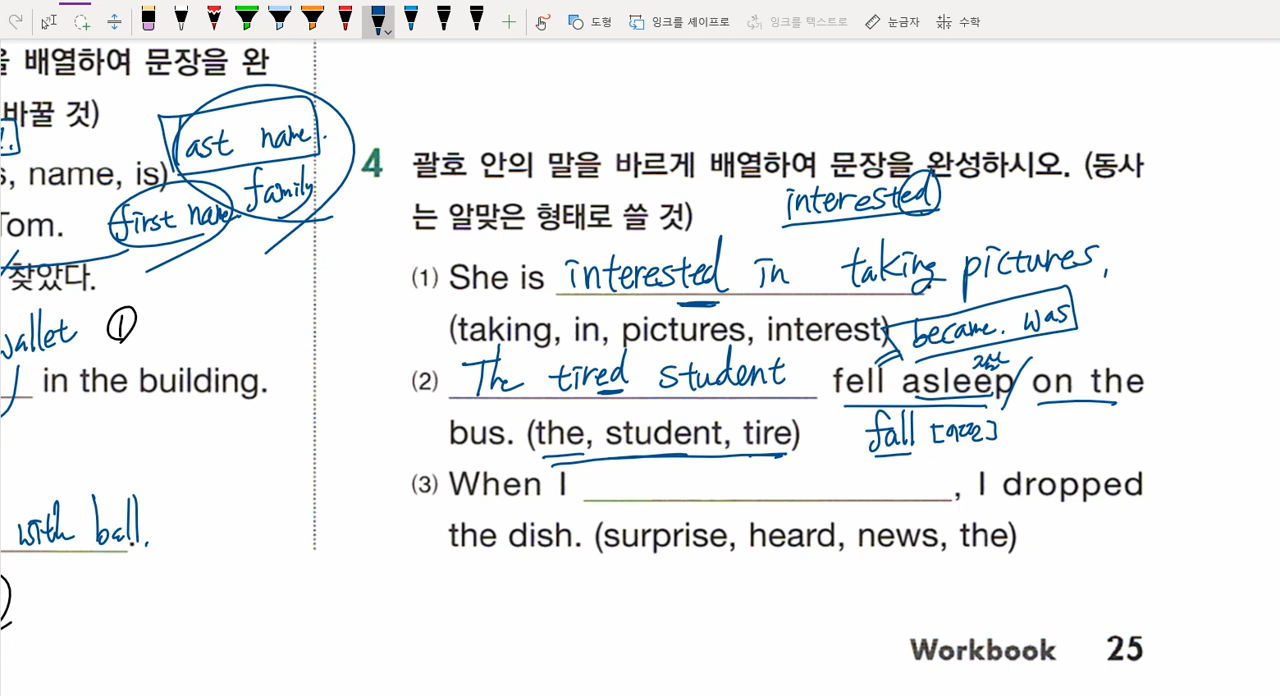 도형 잉크를 셰이프로 잉크를 텍스트로 눈금자 수학
을 배열하여 문장을 완
바꿀 것)
last name.
s, name, is)
family
first name
Tom.
찾았다.
wallet ①
in the building.
with ball.
4 괄호 안의 말을 바르게 배열하여 문장을 완성하시오. (동사
는 알맞은 형태로 쓸 것) interested
(1) She is interested in taking pictures.
(taking, in, pictures, interest) became. was
(2) The tired student fell asleep on the
bus. (the, student, tire) fall
(3) When I ____, I dropped
the dish. (surprise, heard, news, the)
Workbook 25